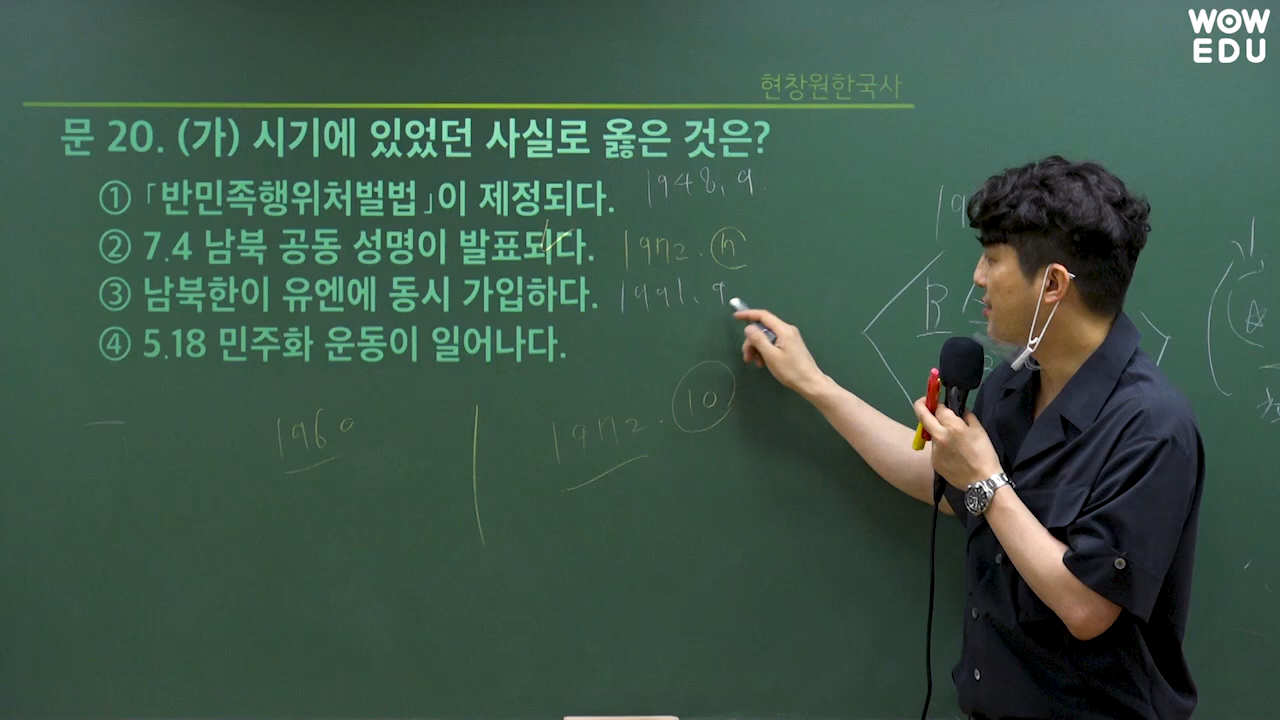 WOW
EDU
현창원한국사
문 20. (가) 시기에 있었던 사실로 옳은 것은?
① 「반민족행위처벌법」이 제정되다. 1948. 9.
② 7.4 남북 공동 성명이 발표되다. 1972. 7
③ 남북한이 유엔에 동시 가입하다. 1991. 9
④ 5.18 민주화 운동이 일어나다.
1960 1972. 10
B